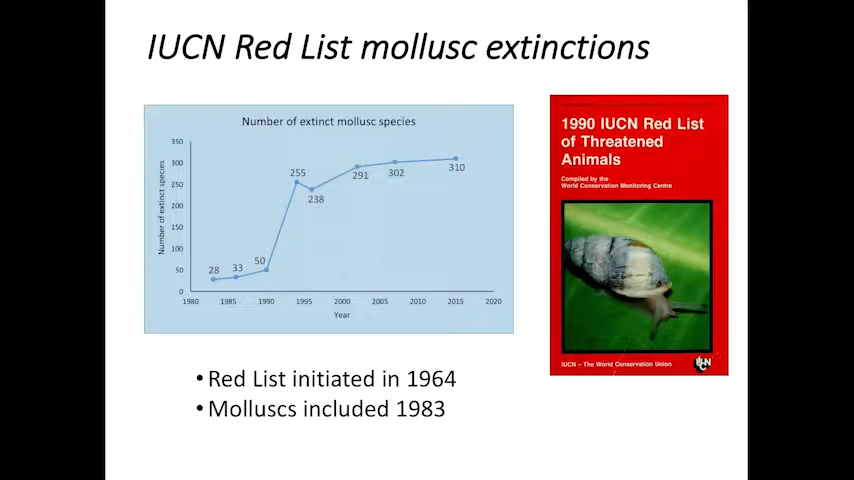 IUCN Red List mollusc extinctions
Number of extinct mollusc species
Number of extinct species
350
300
250
200
150
100
50
0
28
33
50
255
238
291
302
310
1980
1985
1990
1995
2000
2005
2010
2015
2020
Year
1990 IUCN Red List
of Threatened
Animals
Compiled by the
World Conservation Monitoring Centre
IUCN – The World Conservation Union
IUCN
• Red List initiated in 1964
• Molluscs included 1983